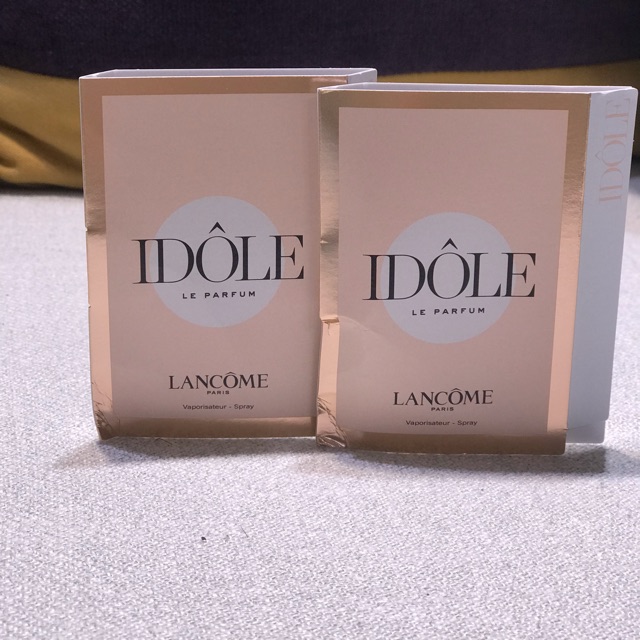 IDÔLE
LE PARFUM
LANCÔME
PARIS
Vaporisateur - Spray
IDÔLE
LE PARFUM
LANCÔME
PARIS
Vaporisateur - Spray
IDÔLE